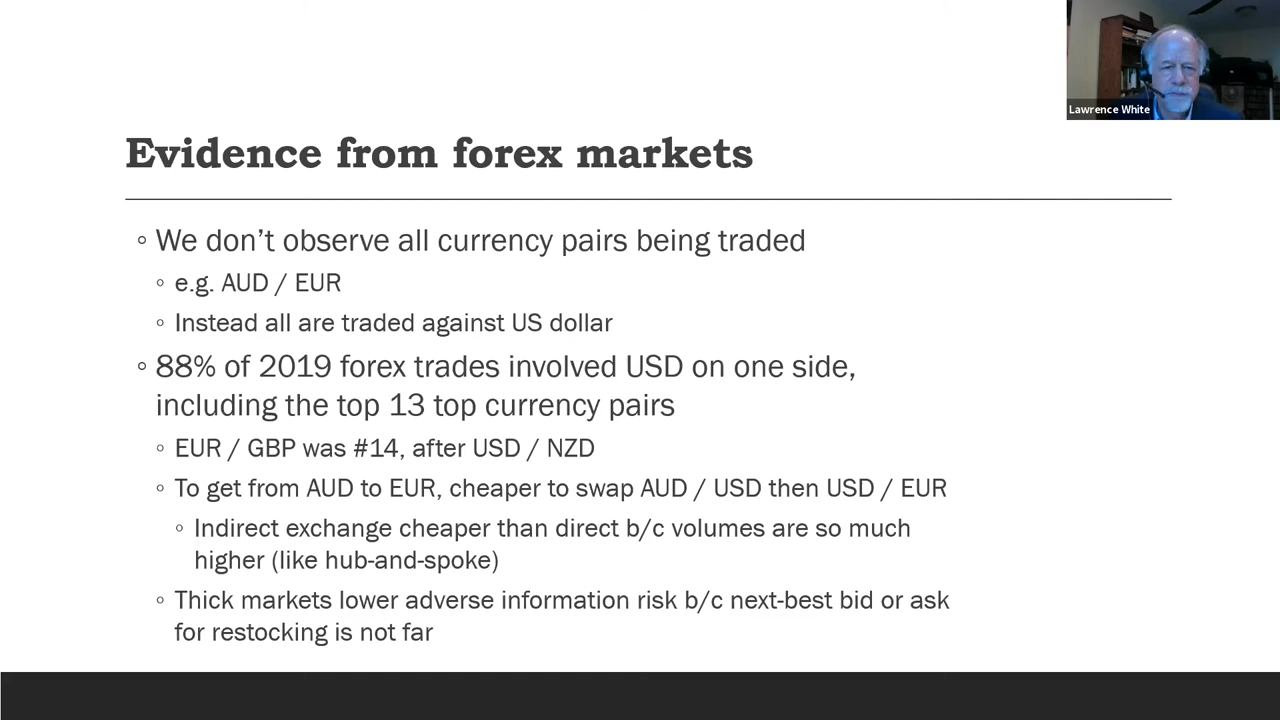 Lawrence White
Evidence from forex markets
◦ We don’t observe all currency pairs being traded
◦ e.g. AUD / EUR
◦ Instead all are traded against US dollar
◦ 88% of 2019 forex trades involved USD on one side,
including the top 13 top currency pairs
◦ EUR / GBP was #14, after USD / NZD
◦ To get from AUD to EUR, cheaper to swap AUD / USD then USD / EUR
◦ Indirect exchange cheaper than direct b/c volumes are so much
higher (like hub-and-spoke)
◦ Thick markets lower adverse information risk b/c next-best bid or ask
for restocking is not far